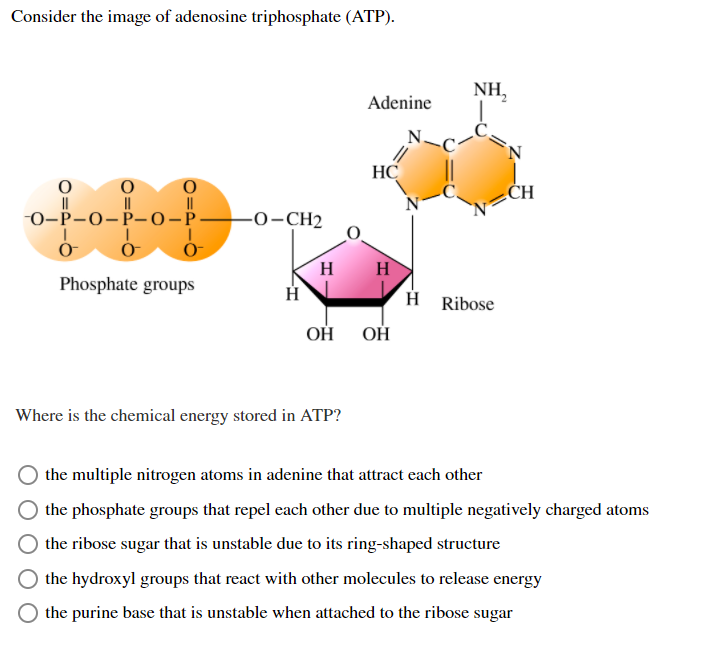 Consider the image of adenosine triphosphate (ATP).
NH2
Adenine
N
C
C
N
HC
O O O
C
CH
N
N
-O-P-O-P-O-P-O-CH2
O
O- O- O-
H H
Phosphate groups
H
H Ribose
OH OH
Where is the chemical energy stored in ATP?
the multiple nitrogen atoms in adenine that attract each other
the phosphate groups that repel each other due to multiple negatively charged atoms
the ribose sugar that is unstable due to its ring-shaped structure
the hydroxyl groups that react with other molecules to release energy
the purine base that is unstable when attached to the ribose sugar